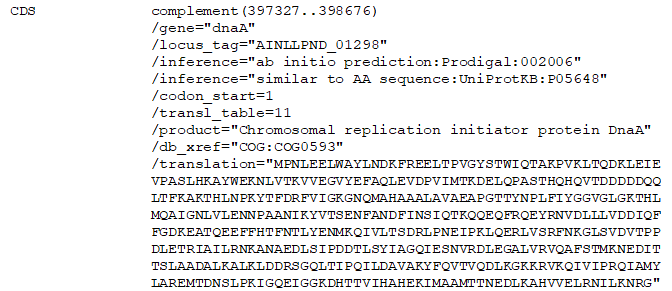 CDS complement(397327..398676)
/gene="dnaA"
/locus_tag="AINLLPND_01298"
/inference="ab initio prediction:Prodigal:002006"
/inference="similar to AA sequence:UniProtKB:P05648"
/codon_start=1
/transl_table=11
/product="Chromosomal replication initiator protein DnaA"
/db_xref="COG:COG0593"
/translation="MPNLEELWAYLNDKFREELTPVGYSTWIQTAKPVKLTQDKLEIE
VPASLHKAYWEKNLVTKVVEGVYEFAQLEVDPVIMTKDELQPASTHQHQVTDDDDDQQ
LTFKAKTHLNPKYTFDRFVIGKGNQMAHAAALAVAEAPGTTYNPLFIYGGVGLGKTHL
MQAIGNLVLENNPAANIKYVTSENFANDFINSIQTKQQEQFRQEYRNVDLLLVDDIQF
FGDKEATQEEFFHTFNTLYENMKQIVLTSDRLPNEIPKLQERLVSRFNKGLSVDVTPP
DLETRIAILRNKANAEDLSIPDDTLSYIAGQIESNVRDLEGALVRVQAFSTMKNEDIT
TSLAADALKALKLDDRSGQLTIPQILDAVAKYFQVTVQDLKGKKRVKQIVIPRQIAMY
LAREMTDNSLPKIGQEIGGKDHTTVIHAHEKIMAAMTTNEDLKAHVVELRNILKNRG"